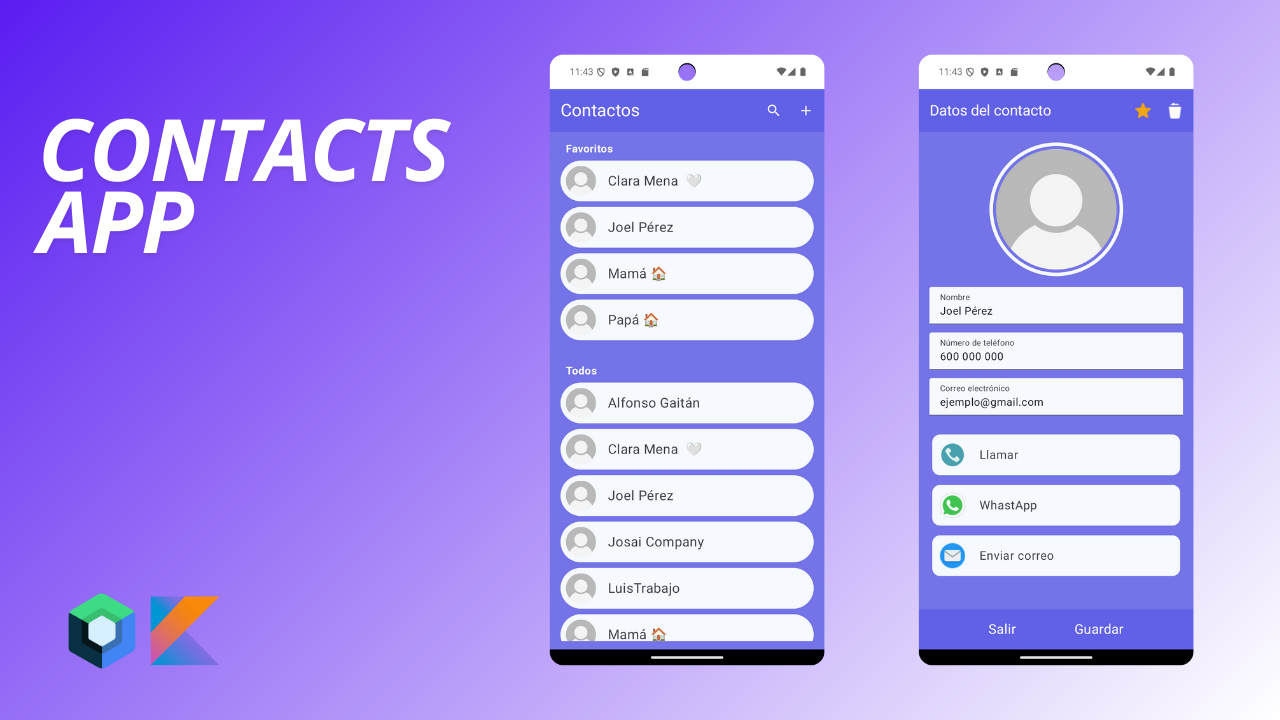 CONTACTS
APP
11:43
Contactos
Favoritos
Clara Mena 🤍
Joel Pérez
Mamá 🏠
Papá 🏠
Todos
Alfonso Gaitán
Clara Mena 🤍
Joel Pérez
Josai Company
LuisTrabajo
Mamá 🏠
11:43
Datos del contacto
Nombre
Joel Pérez
Número de teléfono
600 000 000
Correo electrónico
ejemplo@gmail.com
Llamar
WhastApp
Enviar correo
Salir Guardar